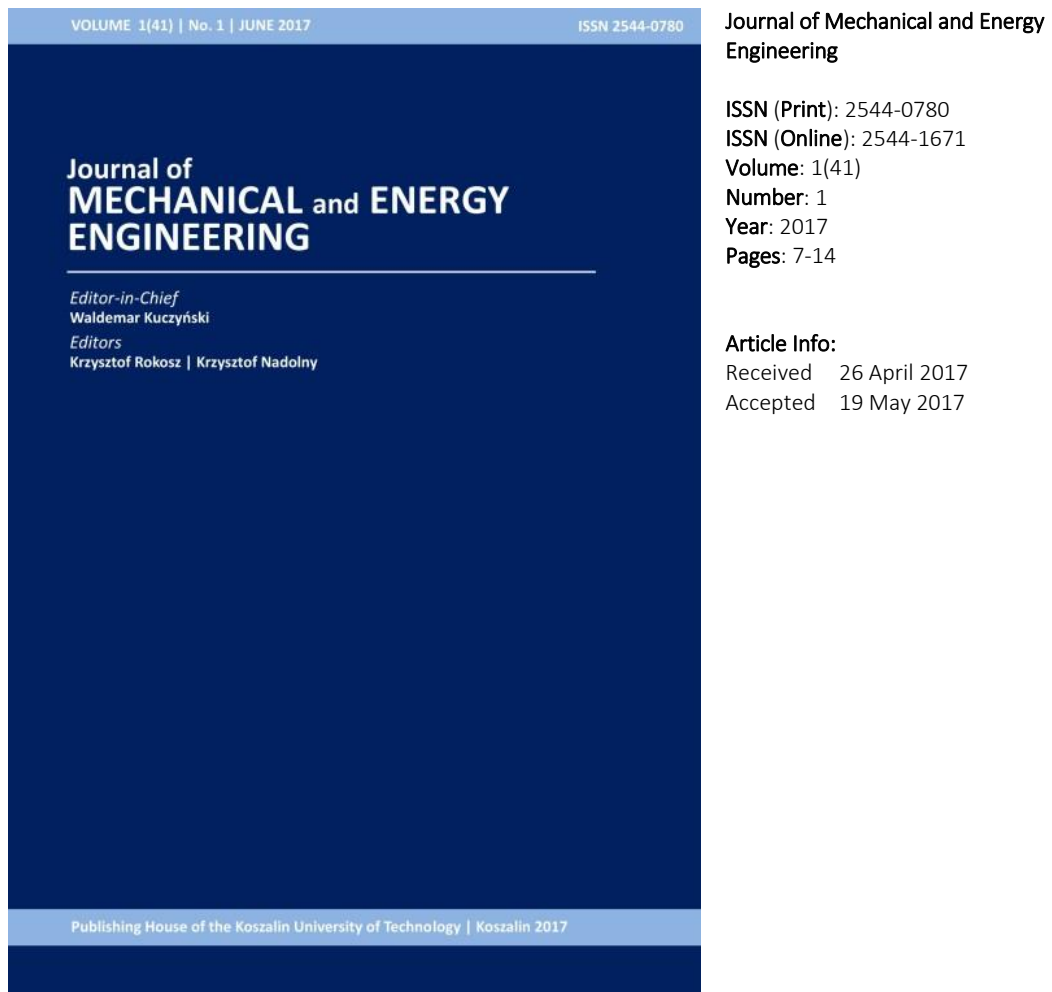 VOLUME 1(41) | No. 1 | JUNE 2017
ISSN 2544-0780
Journal of
MECHANICAL and ENERGY
ENGINEERING
Editor-in-Chief
Waldemar Kuczyński
Editors
Krzysztof Rokosz | Krzysztof Nadolny
Publishing House of the Koszalin University of Technology | Koszalin 2017
Journal of Mechanical and Energy
Engineering
ISSN (Print): 2544-0780
ISSN (Online): 2544-1671
Volume: 1(41)
Number: 1
Year: 2017
Pages: 7-14
Article Info:
Received 26 April 2017
Accepted 19 May 2017